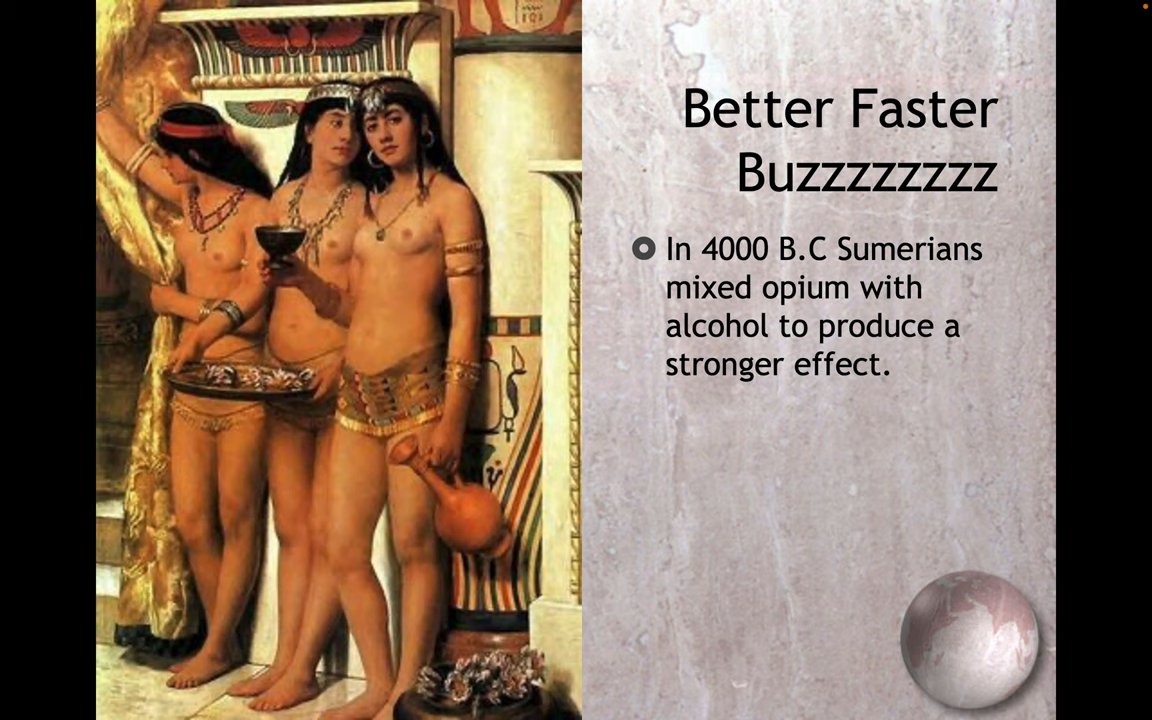 Better Faster
Buzzzzzzzz
In 4000 B.C Sumerians
mixed opium with
alcohol to produce a
stronger effect.